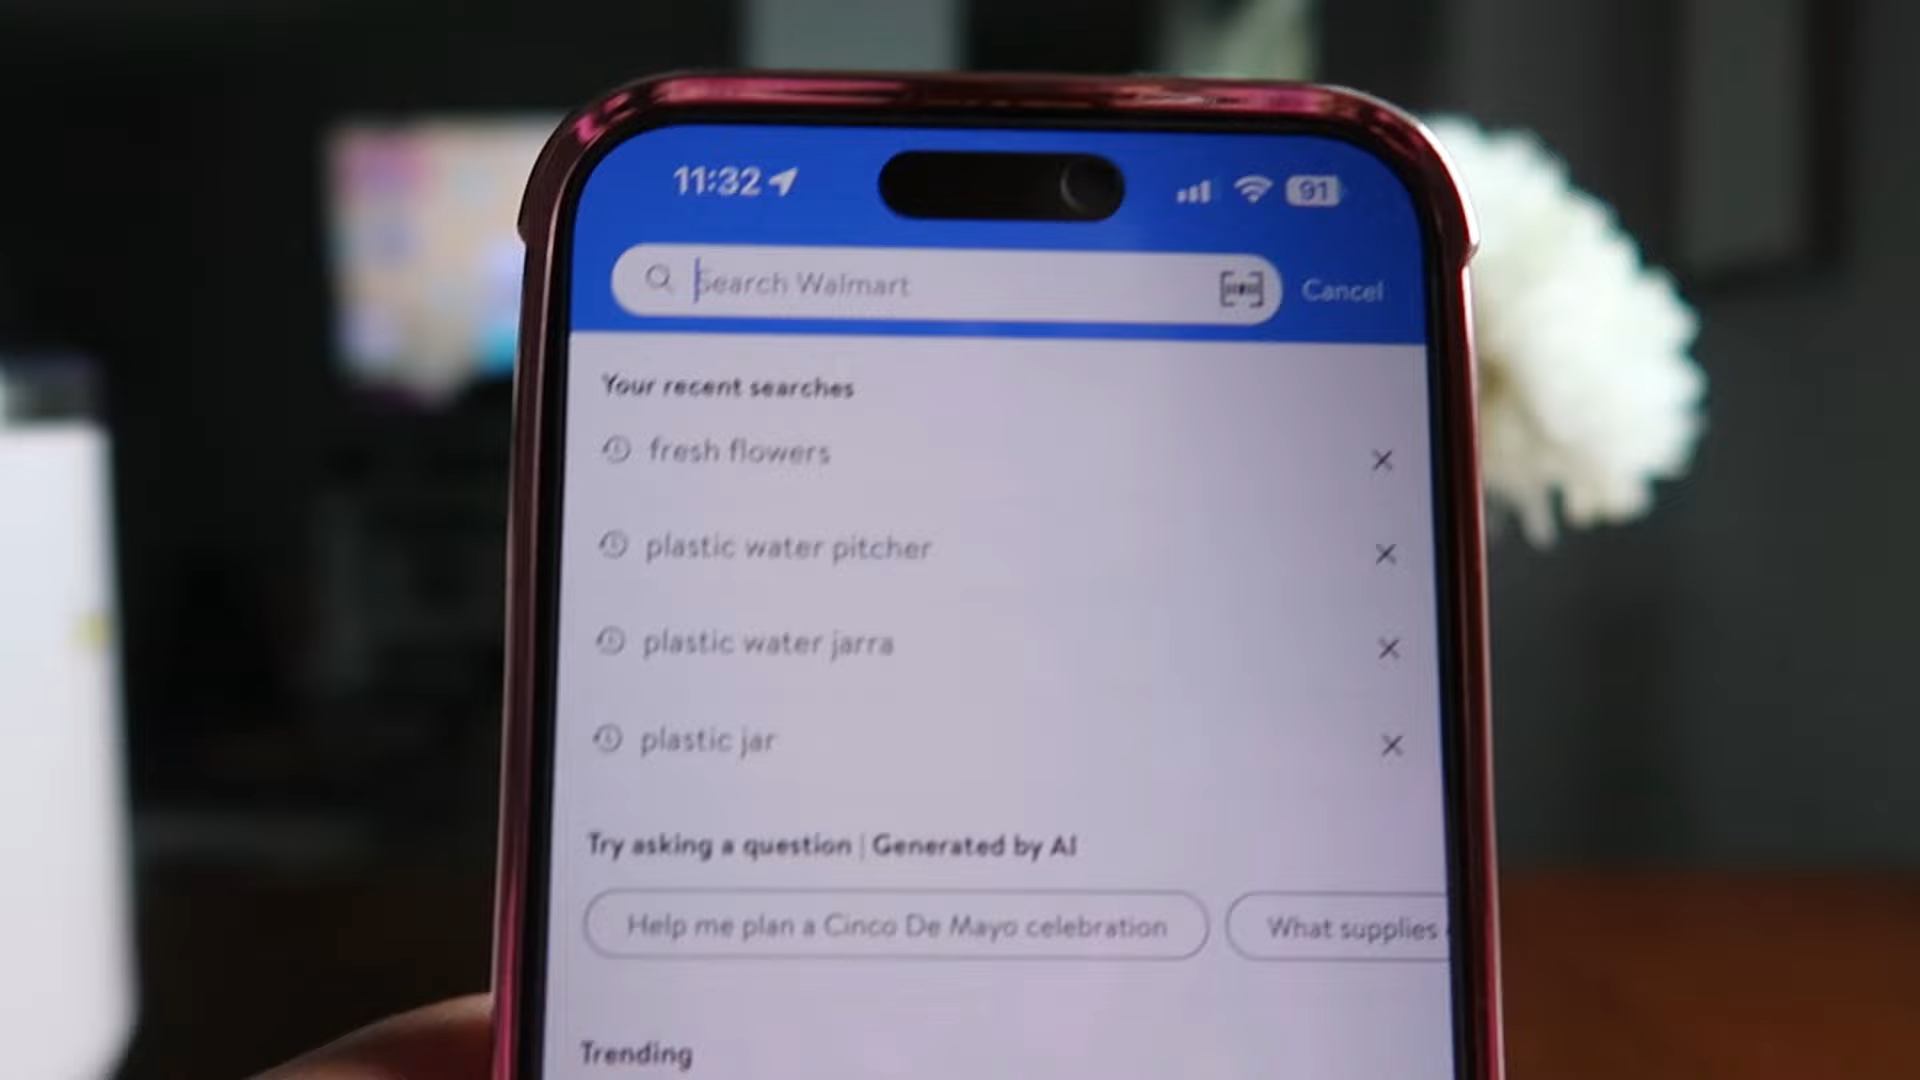 11:32
91
Search Walmart
Cancel
Your recent searches
fresh flowers
plastic water pitcher
plastic water jarra
plastic jar
Try asking a question | Generated by AI
Help me plan a Cinco De Mayo celebration
What supplies
Trending